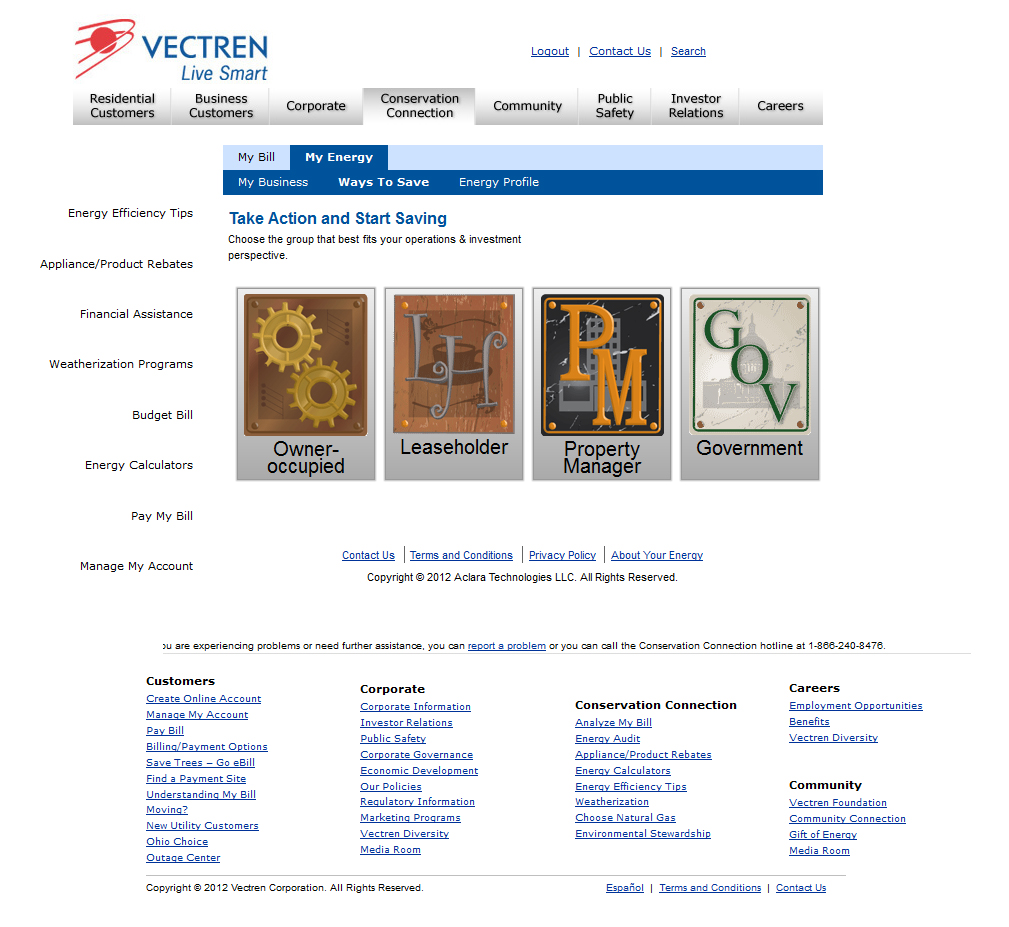 VECTREN
Live Smart
Logout | Contact Us | Search
Residential Customers
Business Customers
Corporate
Conservation Connection
Community
Public Safety
Investor Relations
Careers
My Bill
My Energy
My Business
Ways To Save
Energy Profile
Energy Efficiency Tips
Appliance/Product Rebates
Financial Assistance
Weatherization Programs
Budget Bill
Energy Calculators
Pay My Bill
Manage My Account
Take Action and Start Saving
Choose the group that best fits your operations & investment
perspective.
Owner-
occupied
LH
Leaseholder
PM
Property
Manager
GOV
Government
Contact Us | Terms and Conditions | Privacy Policy | About Your Energy
Copyright © 2012 Aclara Technologies LLC. All Rights Reserved.
ou are experiencing problems or need further assistance, you can report a problem or you can call the Conservation Connection hotline at 1-866-240-8476.
Customers
Create Online Account
Manage My Account
Pay Bill
Billing/Payment Options
Save Trees – Go eBill
Find a Payment Site
Understanding My Bill
Moving?
New Utility Customers
Ohio Choice
Outage Center
Corporate
Corporate Information
Investor Relations
Public Safety
Corporate Governance
Economic Development
Our Policies
Regulatory Information
Marketing Programs
Vectren Diversity
Media Room
Conservation Connection
Analyze My Bill
Energy Audit
Appliance/Product Rebates
Energy Calculators
Energy Efficiency Tips
Weatherization
Choose Natural Gas
Environmental Stewardship
Careers
Employment Opportunities
Benefits
Vectren Diversity
Community
Vectren Foundation
Community Connection
Gift of Energy
Media Room
Copyright © 2012 Vectren Corporation. All Rights Reserved.
Español | Terms and Conditions | Contact Us